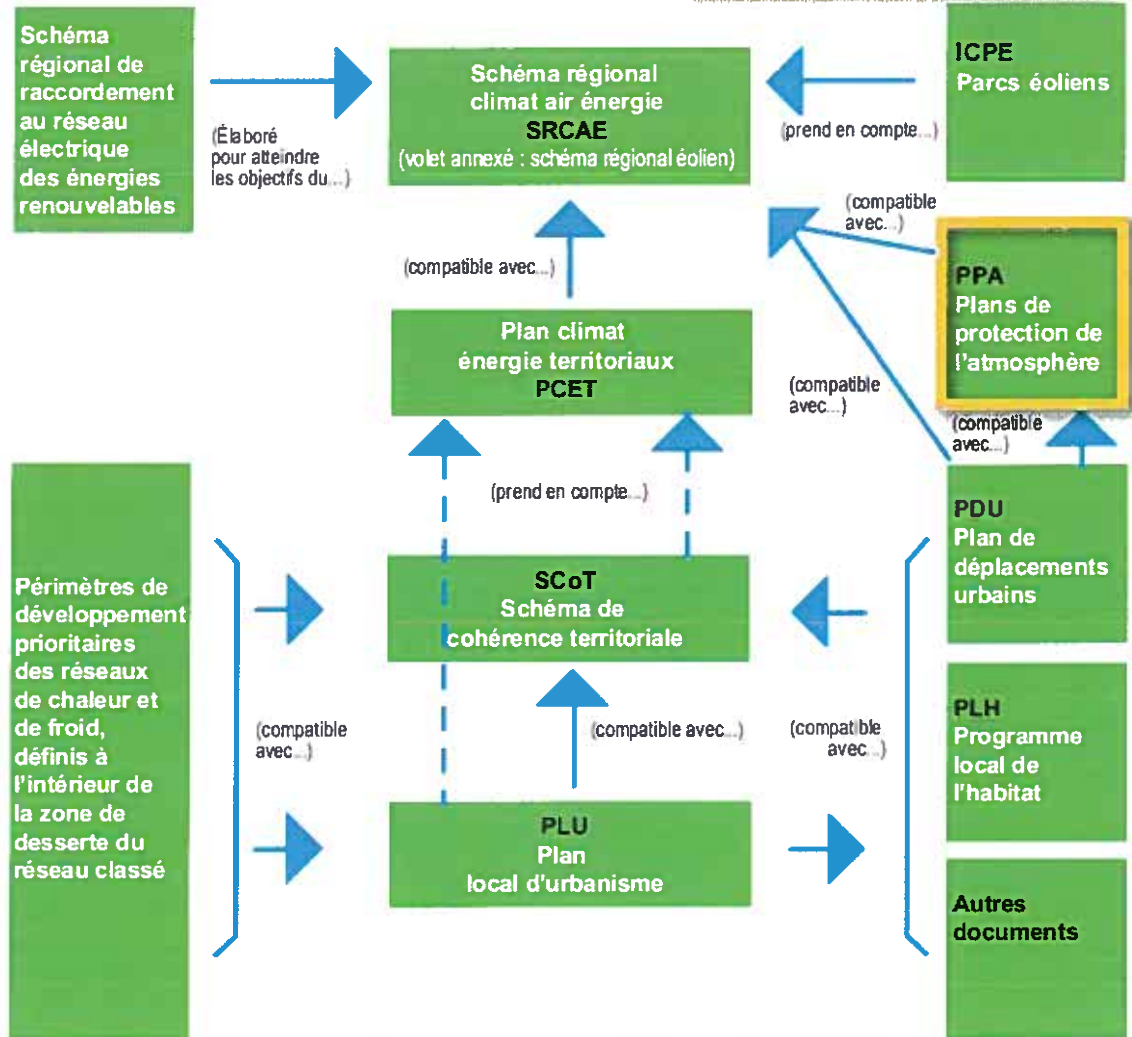 Schéma
régional de
raccordement
au réseau
électrique
des énergies
renouvelables
(Élaboré
pour atteindre
les objectifs du...)
Schéma régional
climat air énergie
SRCAE
(volet annexé : schéma régional éolien)
ICPE
Parcs éoliens
(prend en compte...)
(compatible
avec...)
(compatible avec...)
PPA
Plans de
protection de
l'atmosphère
Plan climat
énergie territoriaux
PCET
(compatible
avec...)
(compatible
avec...)
(prend en compte...)
PDU
Plan de
déplacements
urbains
Périmètres de
développement
prioritaires
des réseaux
de chaleur et
de froid,
définis à
l'intérieur de
la zone de
desserte du
réseau classé
SCoT
Schéma de
cohérence territoriale
(compatible
avec...)
(compatible avec...)
(compatible
avec...)
PLH
Programme
local de
l'habitat
PLU
Plan
local d'urbanisme
Autres
documents